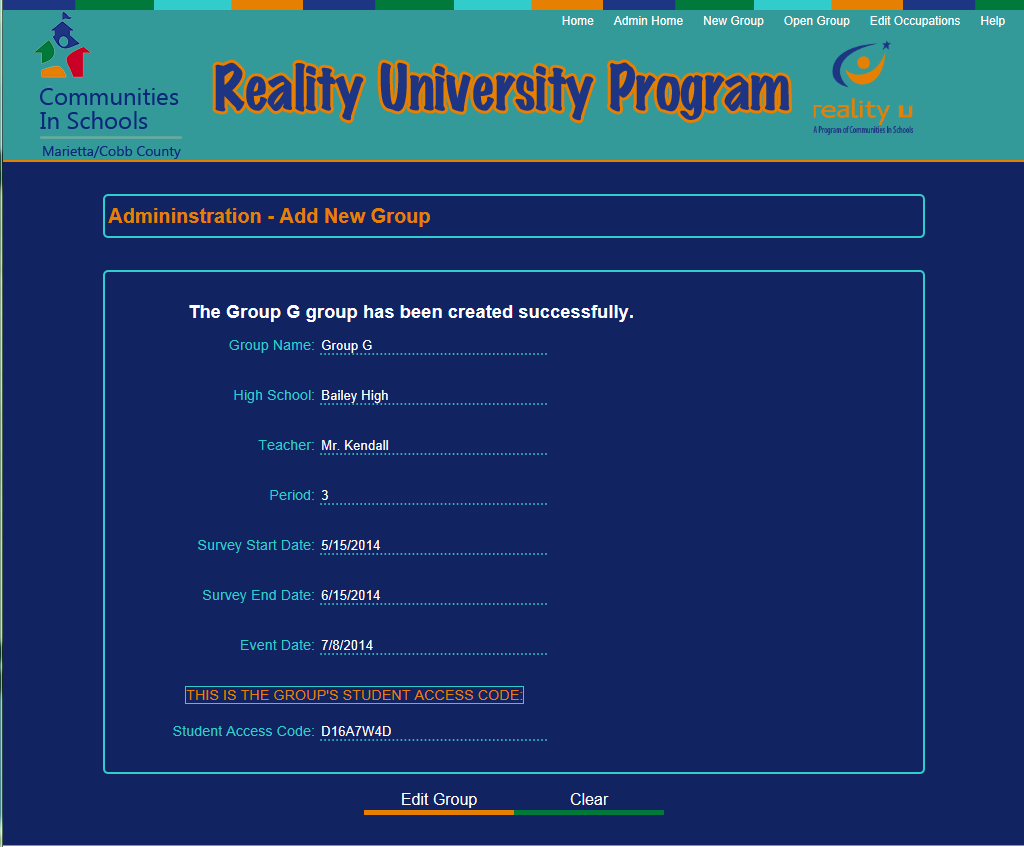 Home Admin Home New Group Open Group Edit Occupations Help
Communities
In Schools
Marietta/Cobb County
Reality University Program
reality u
A Program of Communities In Schools
Admininstration - Add New Group
The Group G group has been created successfully.
Group Name: Group G
High School: Bailey High
Teacher: Mr. Kendall
Period: 3
Survey Start Date: 5/15/2014
Survey End Date: 6/15/2014
Event Date: 7/8/2014
THIS IS THE GROUP'S STUDENT ACCESS CODE:
Student Access Code: D16A7W4D
Edit Group Clear